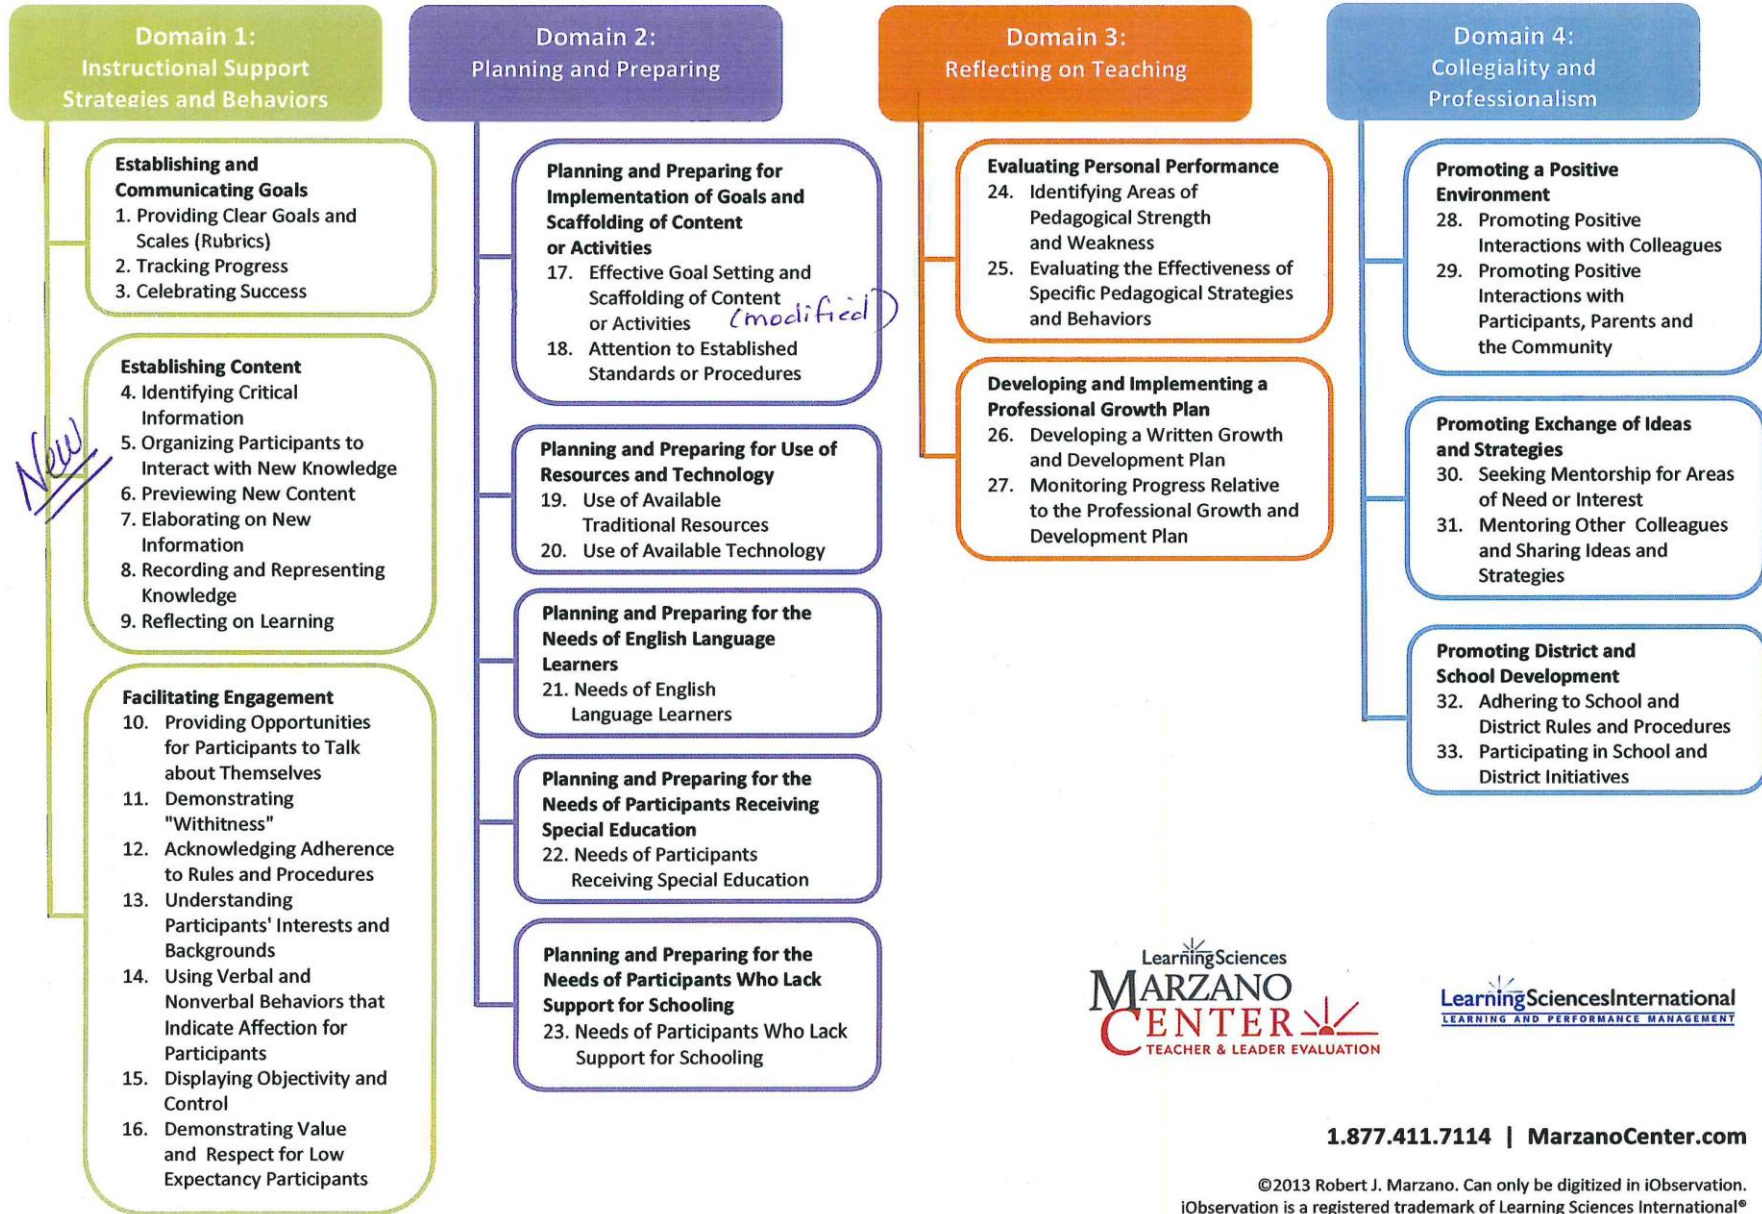 Domain 1:
Instructional Support
Strategies and Behaviors
Establishing and
Communicating Goals
1. Providing Clear Goals and
Scales (Rubrics)
2. Tracking Progress
3. Celebrating Success
New
Establishing Content
4. Identifying Critical
Information
5. Organizing Participants to
Interact with New Knowledge
6. Previewing New Content
7. Elaborating on New
Information
8. Recording and Representing
Knowledge
9. Reflecting on Learning
Facilitating Engagement
10. Providing Opportunities
for Participants to Talk
about Themselves
11. Demonstrating
"Withitness"
12. Acknowledging Adherence
to Rules and Procedures
13. Understanding
Participants' Interests and
Backgrounds
14. Using Verbal and
Nonverbal Behaviors that
Indicate Affection for
Participants
15. Displaying Objectivity and
Control
16. Demonstrating Value
and Respect for Low
Expectancy Participants
Domain 2:
Planning and Preparing
Planning and Preparing for
Implementation of Goals and
Scaffolding of Content
or Activities
17. Effective Goal Setting and
Scaffolding of Content
or Activities (modified)
18. Attention to Established
Standards or Procedures
Planning and Preparing for Use of
Resources and Technology
19. Use of Available
Traditional Resources
20. Use of Available Technology
Planning and Preparing for the
Needs of English Language
Learners
21. Needs of English
Language Learners
Planning and Preparing for the
Needs of Participants Receiving
Special Education
22. Needs of Participants
Receiving Special Education
Planning and Preparing for the
Needs of Participants Who Lack
Support for Schooling
23. Needs of Participants Who Lack
Support for Schooling
Domain 3:
Reflecting on Teaching
Evaluating Personal Performance
24. Identifying Areas of
Pedagogical Strength
and Weakness
25. Evaluating the Effectiveness of
Specific Pedagogical Strategies
and Behaviors
Developing and Implementing a
Professional Growth Plan
26. Developing a Written Growth
and Development Plan
27. Monitoring Progress Relative
to the Professional Growth and
Development Plan
Domain 4:
Collegiality and
Professionalism
Promoting a Positive
Environment
28. Promoting Positive
Interactions with Colleagues
29. Promoting Positive
Interactions with
Participants, Parents and
the Community
Promoting Exchange of Ideas
and Strategies
30. Seeking Mentorship for Areas
of Need or Interest
31. Mentoring Other Colleagues
and Sharing Ideas and
Strategies
Promoting District and
School Development
32. Adhering to School and
District Rules and Procedures
33. Participating in School and
District Initiatives
LearningSciences
MARZANO
CENTER
TEACHER & LEADER EVALUATION
LearningSciencesInternational
LEARNING AND PERFORMANCE MANAGEMENT
1.877.411.7114 | MarzanoCenter.com
©2013 Robert J. Marzano. Can only be digitized in iObservation.
iObservation is a registered trademark of Learning Sciences International®